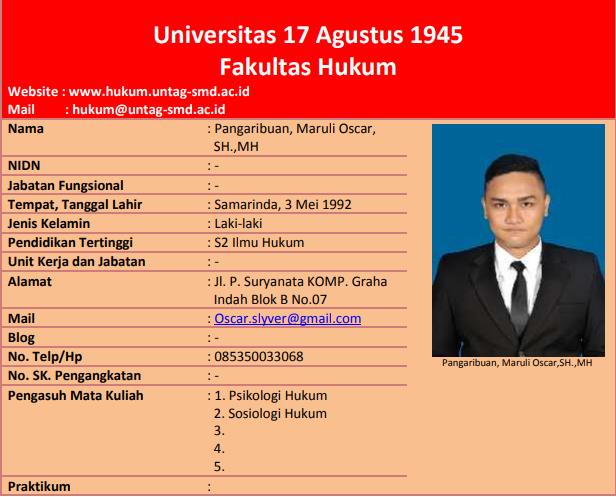 Universitas 17 Agustus 1945
Fakultas Hukum
Website : www.hukum.untag-smd.ac.id
Mail : hukum@untag-smd.ac.id
Nama : Pangaribuan, Maruli Oscar,
SH.,MH
NIDN : -
Jabatan Fungsional : -
Tempat, Tanggal Lahir : Samarinda, 3 Mei 1992
Jenis Kelamin : Laki-laki
Pendidikan Tertinggi : S2 Ilmu Hukum
Unit Kerja dan Jabatan : -
Alamat : Jl. P. Suryanata KOMP. Graha
Indah Blok B No.07
Mail : Oscar.slyver@gmail.com
Blog : -
No. Telp/Hp : 085350033068
No. SK. Pengangkatan : -
Pengasuh Mata Kuliah : 1. Psikologi Hukum
2. Sosiologi Hukum
3.
4.
5.
Praktikum :
Pangaribuan, Maruli Oscar,SH.,MH